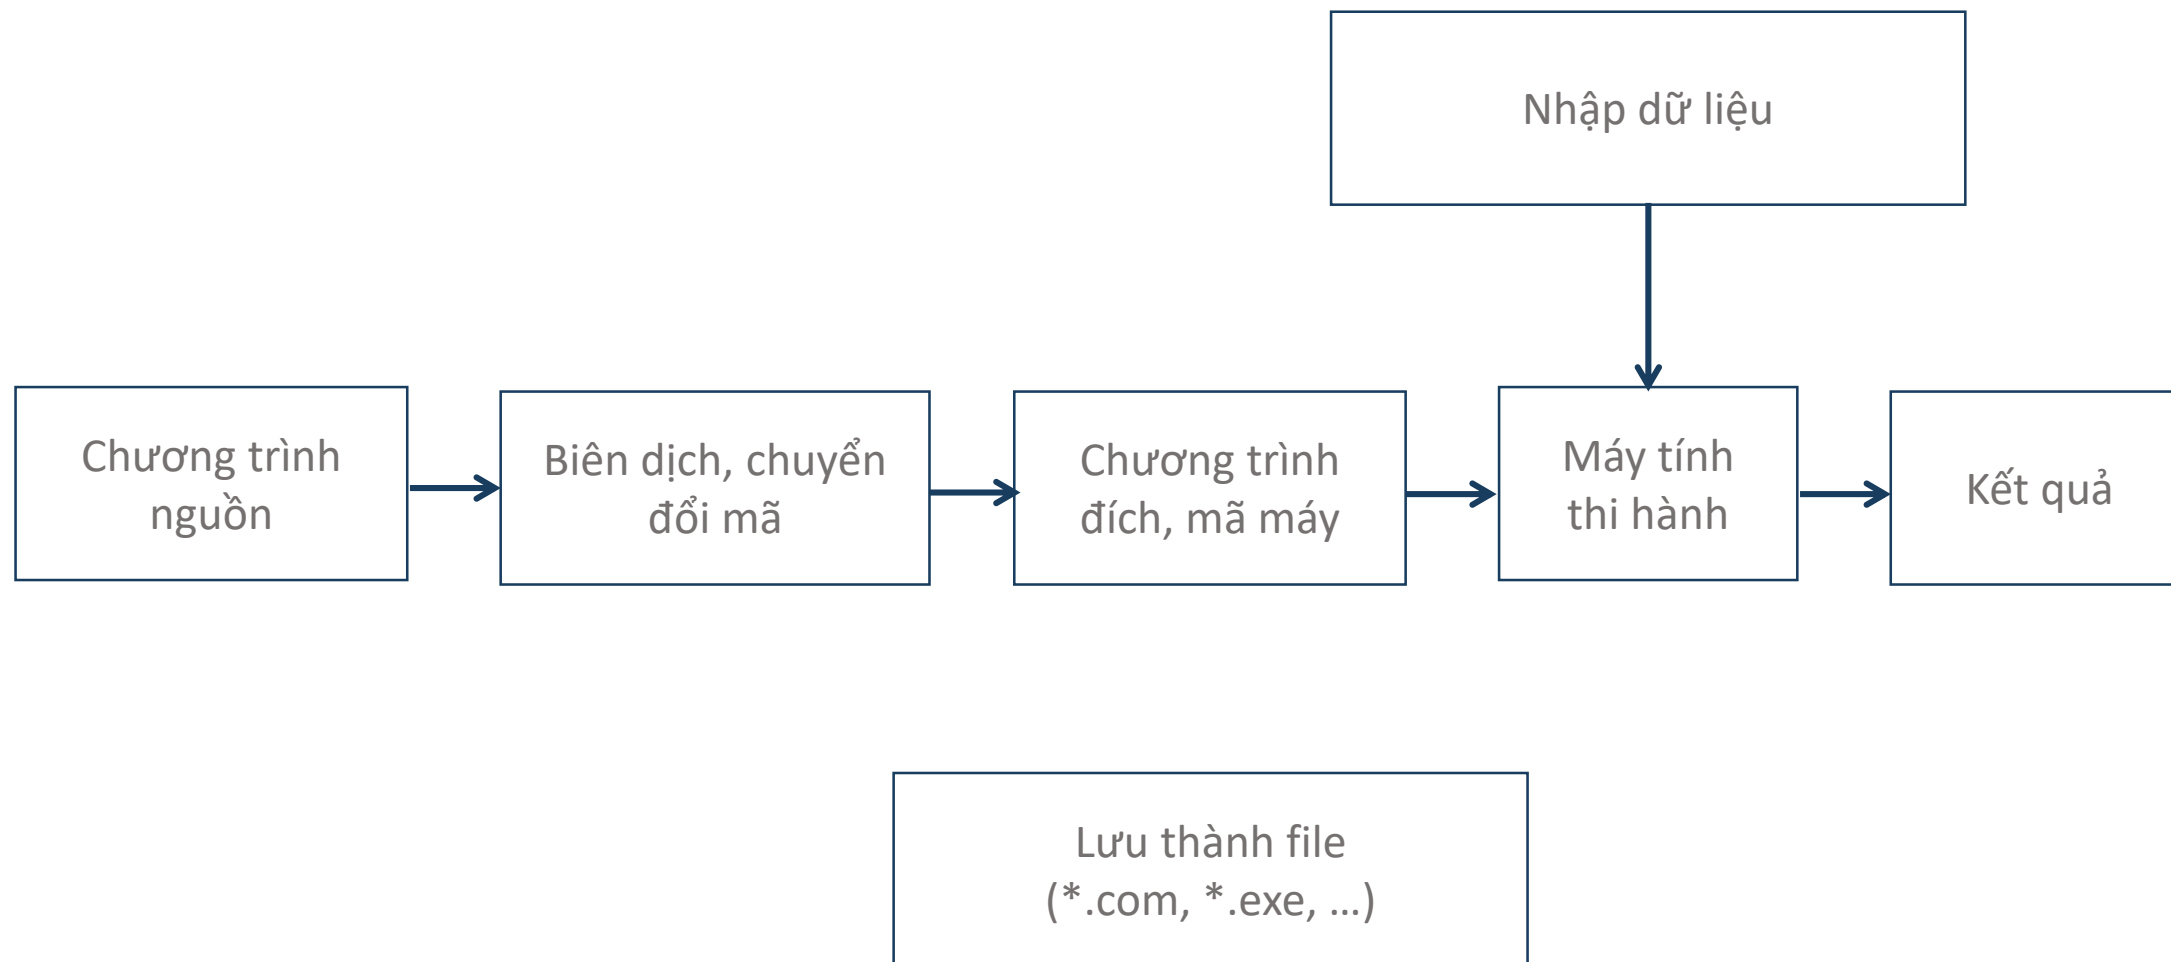 Nhập dữ liệu
Chương trình
nguồn
Biên dịch, chuyển
đổi mã
Chương trình
đích, mã máy
Máy tính
thi hành
Kết quả
Lưu thành file
(*.com, *.exe, …)